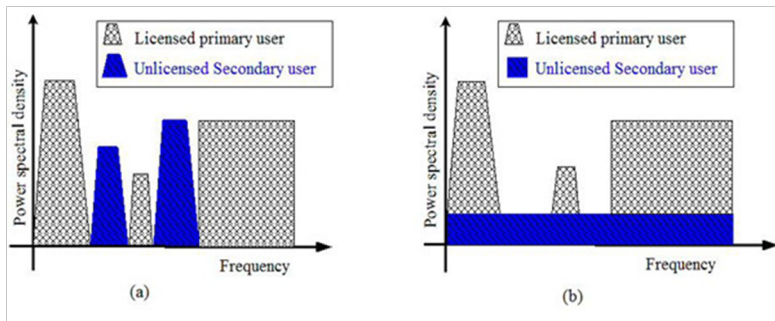 Licensed primary user
Unlicensed Secondary user
Power spectral density
Frequency
(a)
Licensed primary user
Unlicensed Secondary user
Power spectral density
Frequency
(b)